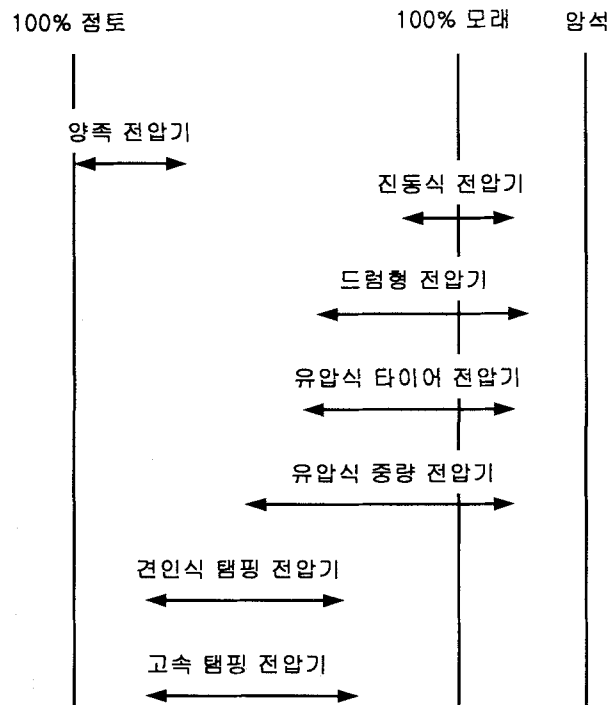 100% 점토 100% 모래 암석
양족 전압기
진동식 전압기
드럼형 전압기
유압식 타이어 전압기
유압식 중량 전압기
견인식 탬핑 전압기
고속 탬핑 전압기